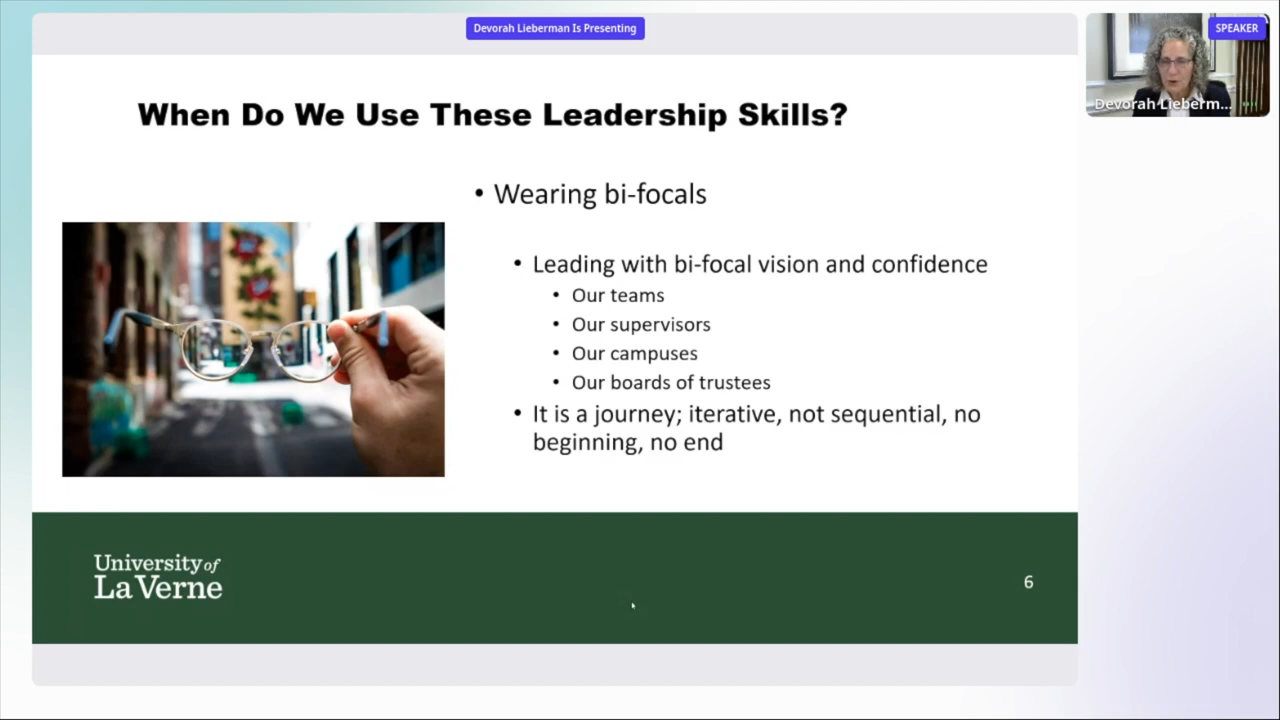 Devorah Lieberman Is Presenting
SPEAKER
Devorah Lieberm...
When Do We Use These Leadership Skills?
• Wearing bi-focals
• Leading with bi-focal vision and confidence
• Our teams
• Our supervisors
• Our campuses
• Our boards of trustees
• It is a journey; iterative, not sequential, no
beginning, no end
University of
La Verne
6